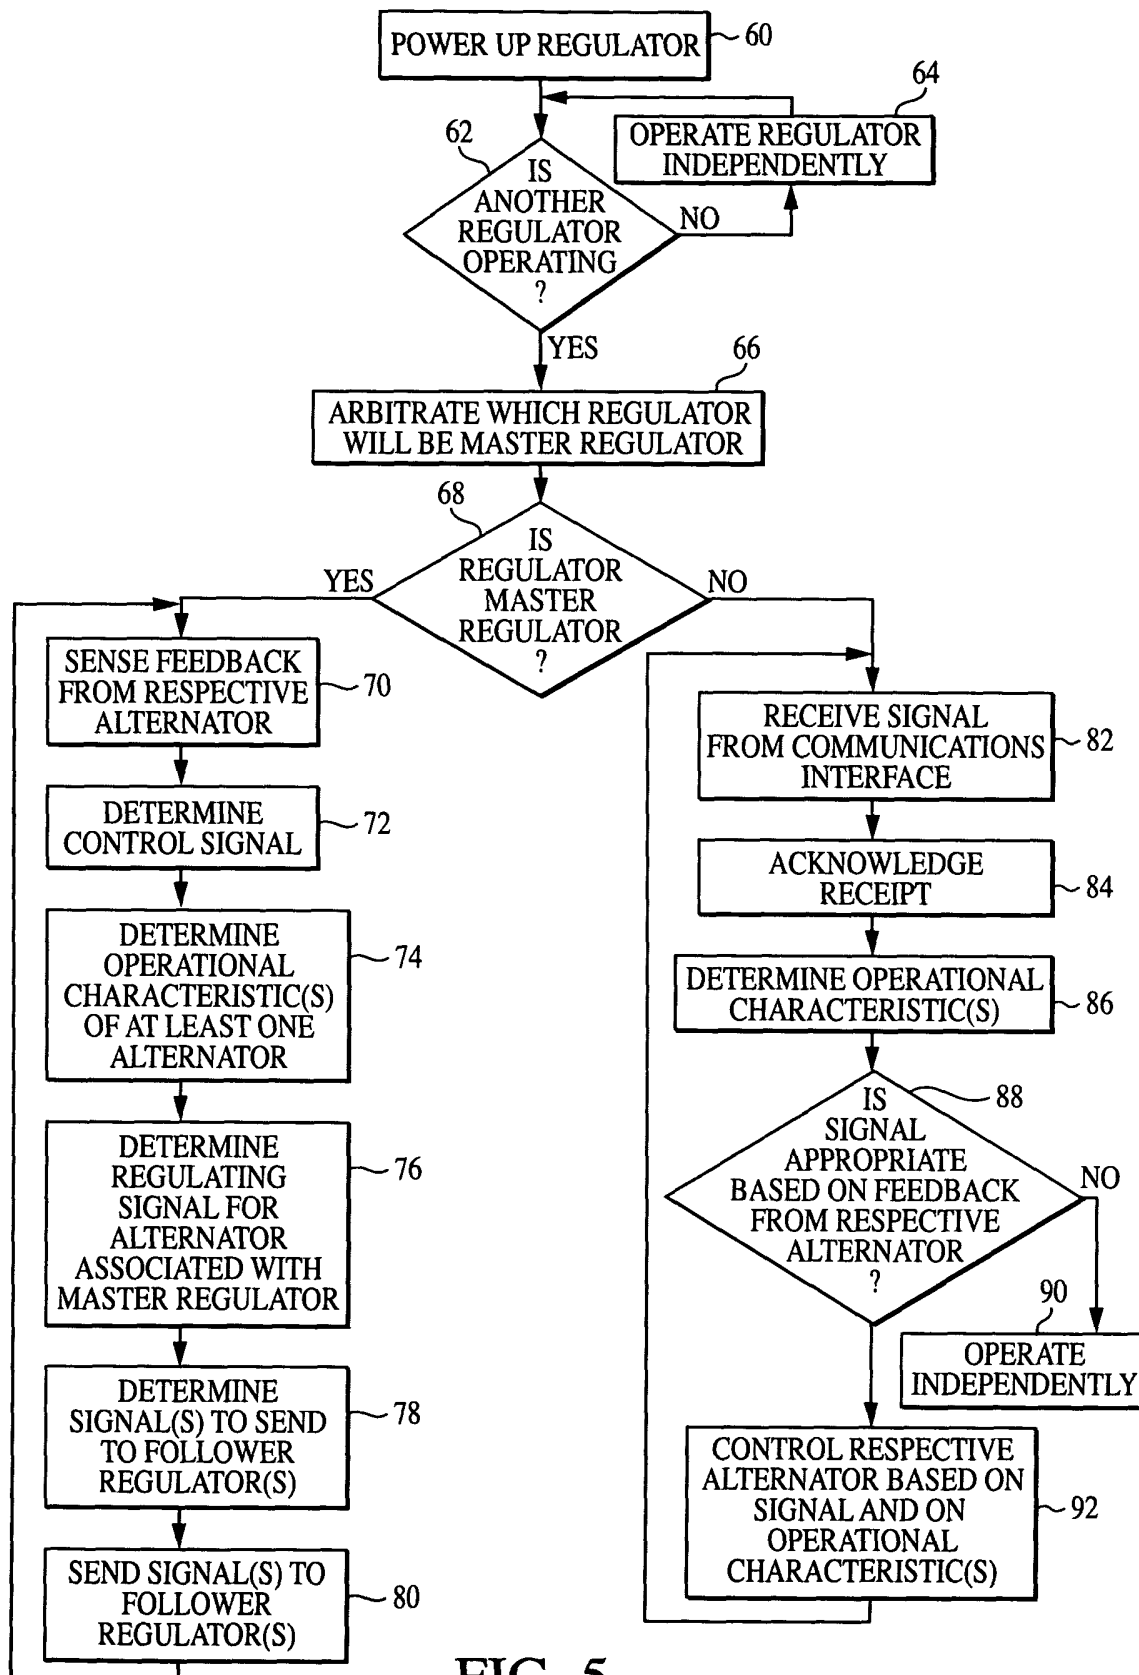 POWER UP REGULATOR
60
64
OPERATE REGULATOR
INDEPENDENTLY
62
IS
ANOTHER
REGULATOR
OPERATING
?
NO
YES
66
ARBITRATE WHICH REGULATOR
WILL BE MASTER REGULATOR
68
IS
REGULATOR
MASTER
REGULATOR
?
YES
NO
SENSE FEEDBACK
FROM RESPECTIVE
ALTERNATOR
70
DETERMINE
CONTROL SIGNAL
72
DETERMINE
OPERATIONAL
CHARACTERISTIC(S)
OF AT LEAST ONE
ALTERNATOR
74
DETERMINE
REGULATING
SIGNAL FOR
ALTERNATOR
ASSOCIATED WITH
MASTER REGULATOR
76
DETERMINE
SIGNAL(S) TO SEND
TO FOLLOWER
REGULATOR(S)
78
SEND SIGNAL(S) TO
FOLLOWER
REGULATOR(S)
80
RECEIVE SIGNAL
FROM COMMUNICATIONS
INTERFACE
82
ACKNOWLEDGE
RECEIPT
84
DETERMINE OPERATIONAL
CHARACTERISTIC(S)
86
88
IS
SIGNAL
APPROPRIATE
BASED ON FEEDBACK
FROM RESPECTIVE
ALTERNATOR
?
NO
90
OPERATE
INDEPENDENTLY
CONTROL RESPECTIVE
ALTERNATOR BASED ON
SIGNAL AND ON
OPERATIONAL
CHARACTERISTIC(S)
92
FIG. 5